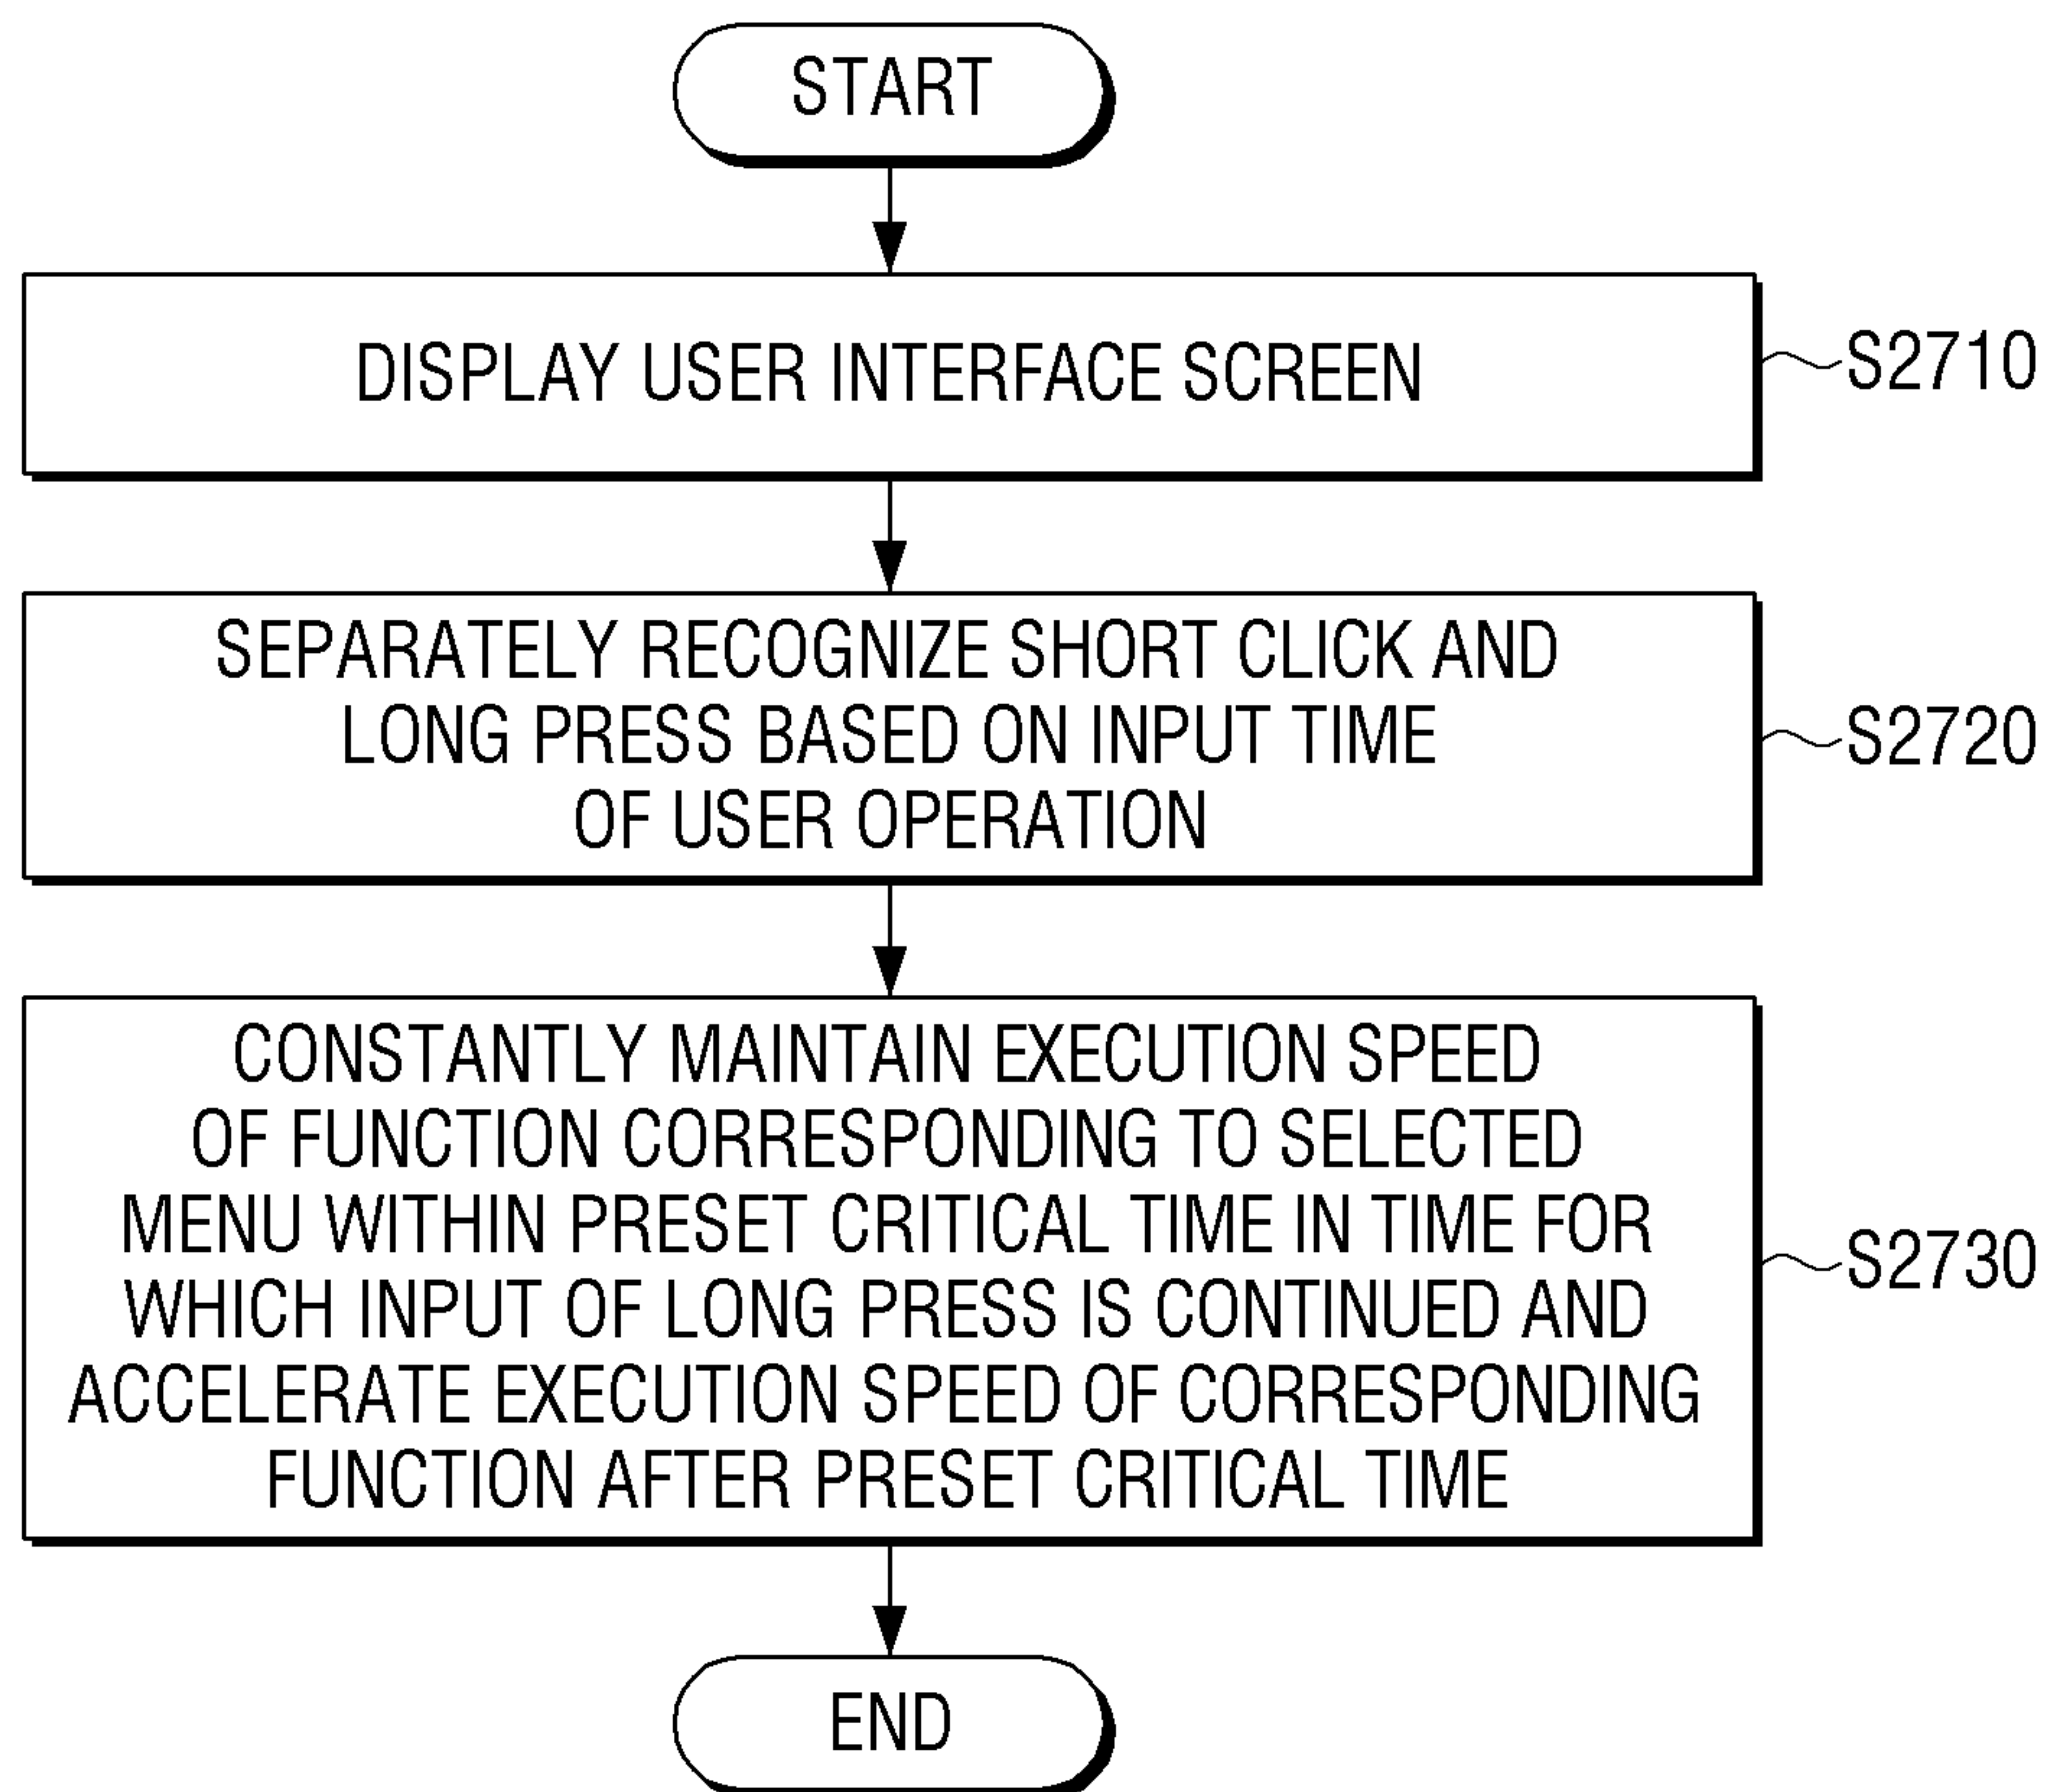 START
DISPLAY USER INTERFACE SCREEN
S2710
SEPARATELY RECOGNIZE SHORT CLICK AND
LONG PRESS BASED ON INPUT TIME
OF USER OPERATION
S2720
CONSTANTLY MAINTAIN EXECUTION SPEED
OF FUNCTION CORRESPONDING TO SELECTED
MENU WITHIN PRESET CRITICAL TIME IN TIME FOR
WHICH INPUT OF LONG PRESS IS CONTINUED AND
ACCELERATE EXECUTION SPEED OF CORRESPONDING
FUNCTION AFTER PRESET CRITICAL TIME
S2730
END